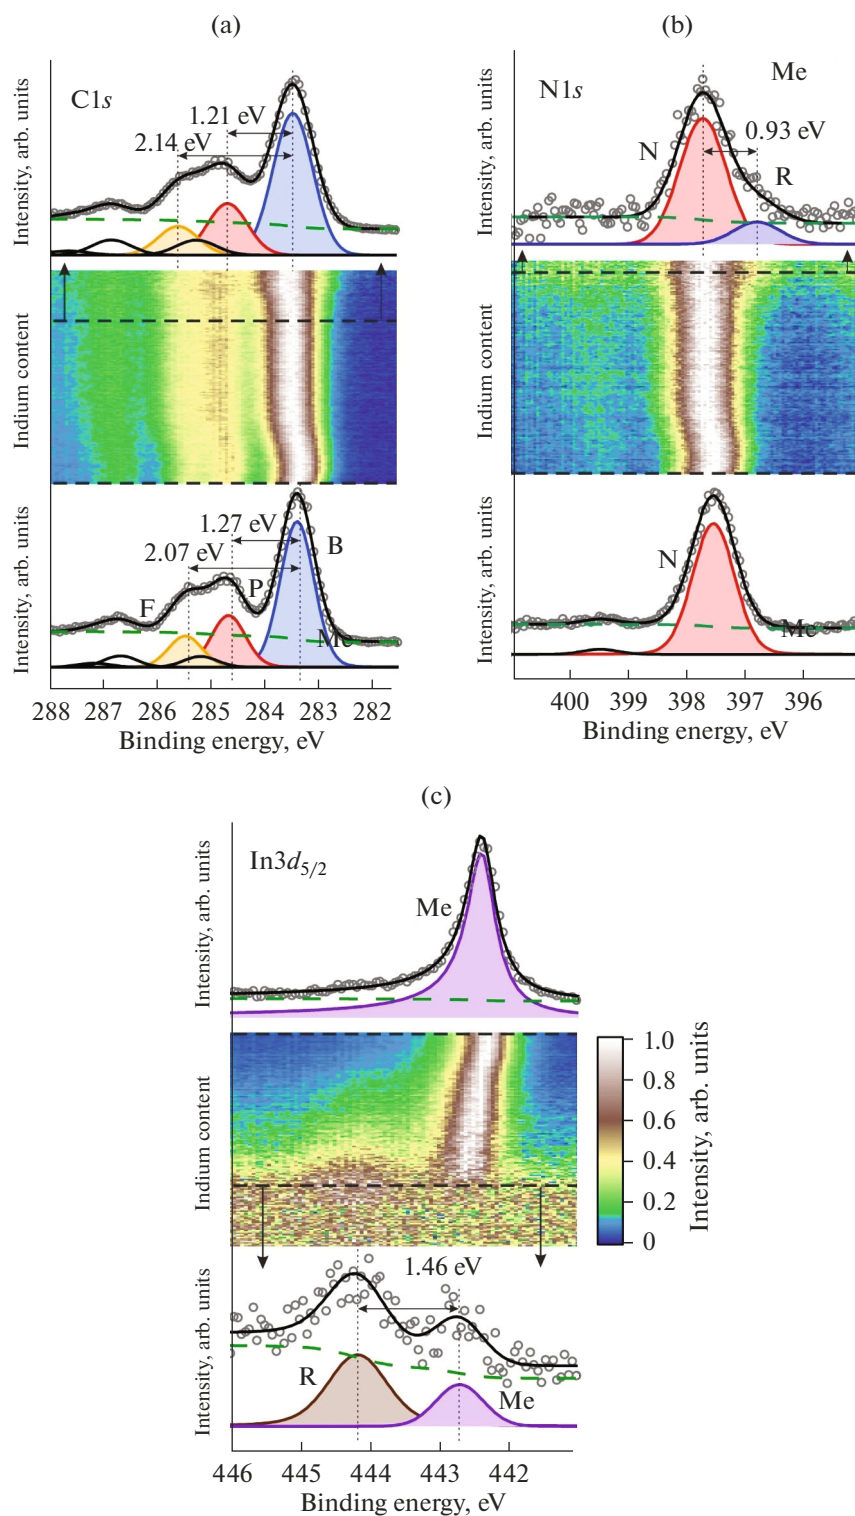 (a)
C1s
1.21 eV
2.14 eV
Intensity, arb. units
Indium content
Intensity, arb. units
1.27 eV
2.07 eV
B
P
F
Me
288 287 286 285 284 283 282
Binding energy, eV
(b)
N1s
Me
0.93 eV
N
R
Intensity, arb. units
Indium content
Intensity, arb. units
N
Me
400 399 398 397 396
Binding energy, eV
(c)
In3d5/2
Me
Intensity, arb. units
Indium content
1.0
0.8
0.6
0.4
0.2
0
Intensity, arb. units
Intensity, arb. units
1.46 eV
R
Me
446 445 444 443 442
Binding energy, eV